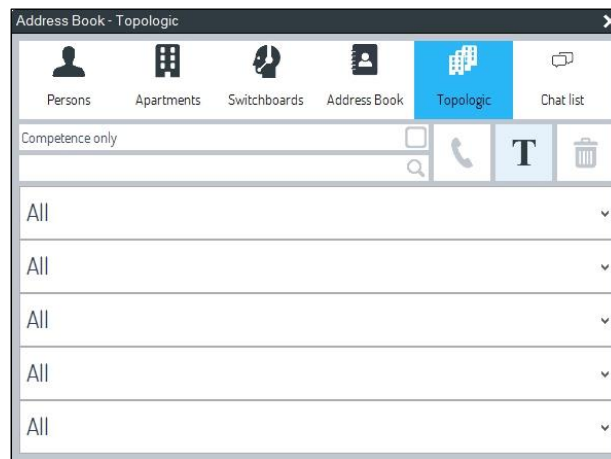 Address Book - Topologic
Persons Apartments Switchboards Address Book Topologic Chat list
Competence only
T
All
All
All
All
All